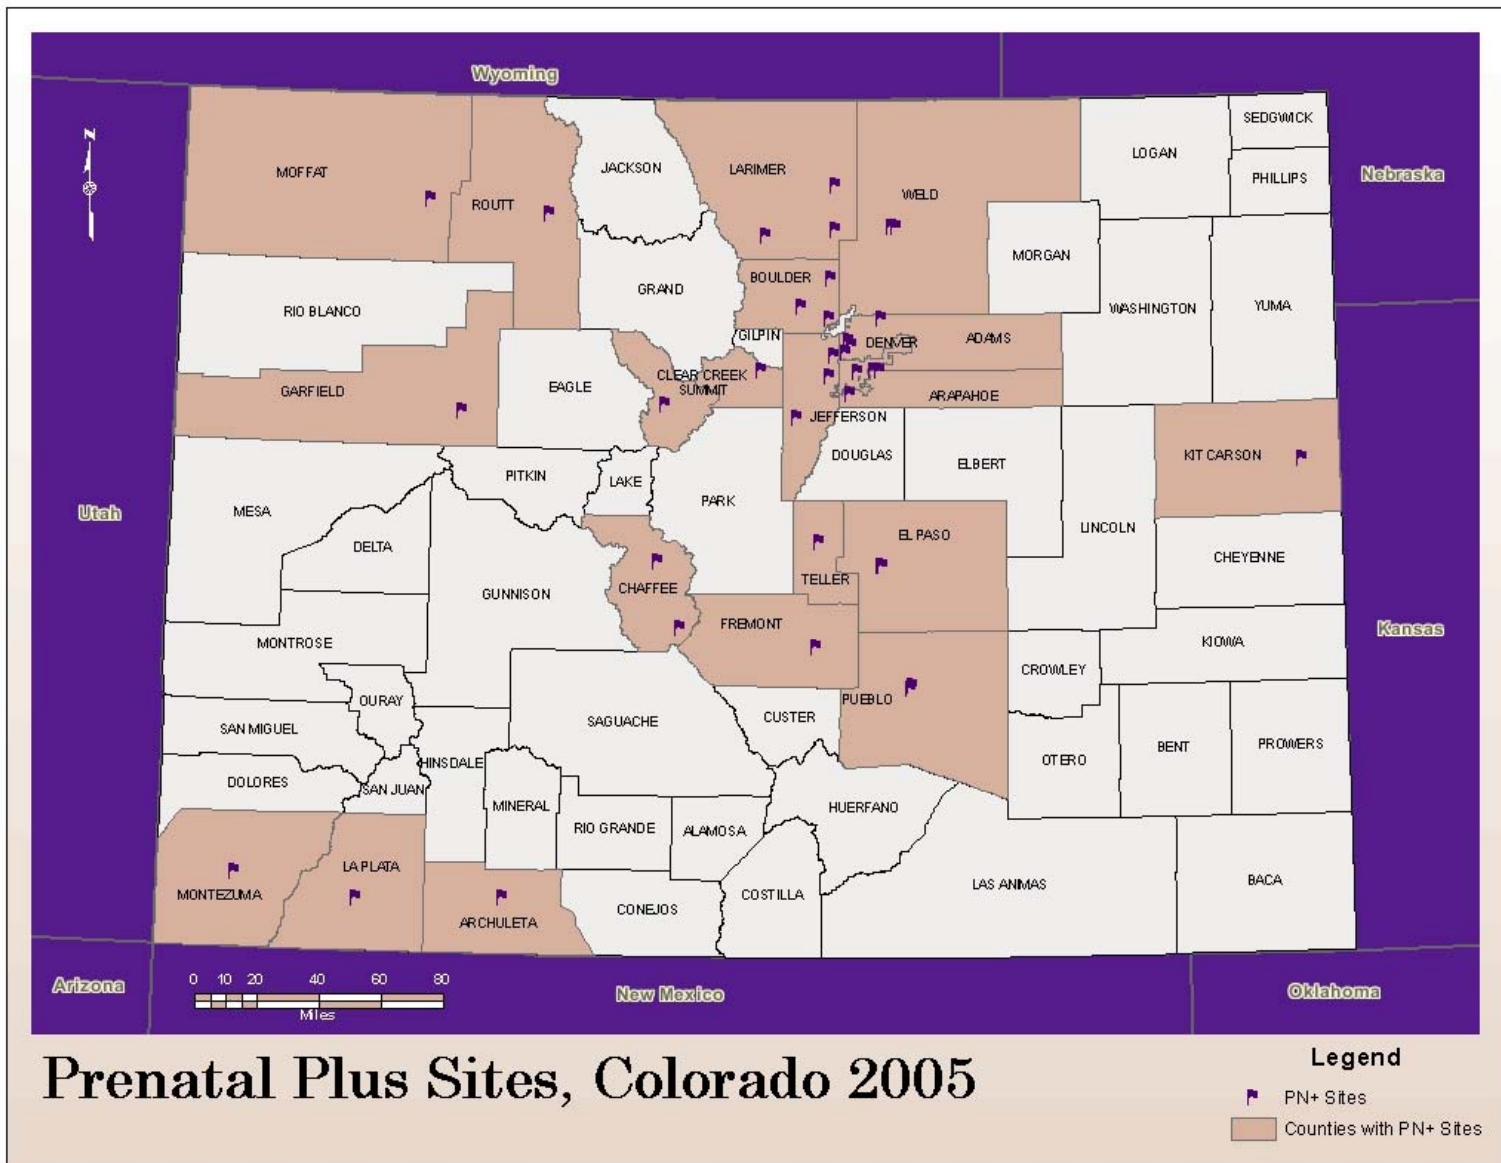 Wyoming
N
SEDGWICK
LOGAN
JACKSON
LARIMER
MOFFAT
PHILLIPS
Nebraska
WELD
ROUTT
MORGAN
BOULDER
GRAND
RIO BLANCO
WASHINGTON
YUMA
GILPIN
DENVER
ADAMS
CLEAR CREEK
EAGLE
SUMMIT
GARFIELD
ARAPAHOE
JEFFERSON
DOUGLAS
KIT CARSON
ELBERT
PITKIN
LAKE
PARK
MESA
Utah
LINCOLN
EL PASO
DELTA
CHEYENNE
TELLER
CHAFFEE
GUNNISON
FREMONT
Kansas
MONTROSE
KIOWA
CROWLEY
PUEBLO
OURAY
CUSTER
SAGUACHE
SAN MIGUEL
PROWERS
BENT
OTERO
HINSDALE
DOLORES
SAN JUAN
MINERAL
HUERFANO
RIO GRANDE
ALAMOSA
LA PLATA
BACA
LAS ANIMAS
MONTEZUMA
COSTILLA
CONEJOS
ARCHULETA
0 10 20 40 60 80
Miles
Arizona
New Mexico
Oklahoma
Prenatal Plus Sites, Colorado 2005
Legend
PN+ Sites
Counties with PN+ Sites